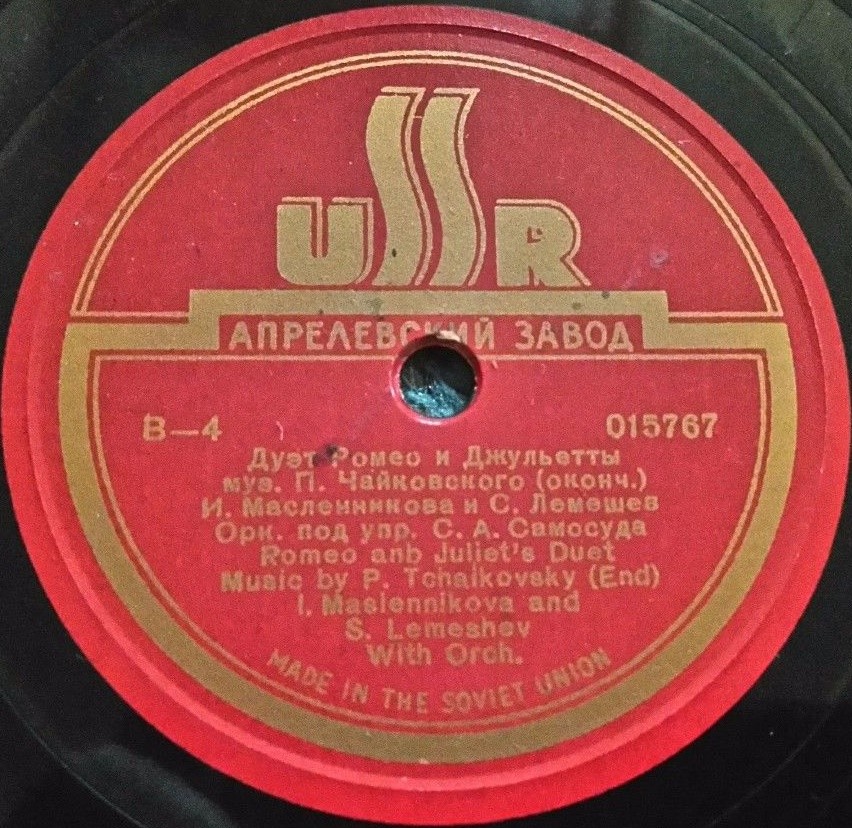 USSR
АПРЕЛЕВСКИЙ ЗАВОД
В—4 015767
Дуэт Ромео и Джульетты
муз. П. Чайковского (оконч.)
И. Масленникова и С. Лемешев
Орк. под упр. С. А. Самосуда
Romeo anb Juliet's Duet
Music by P. Tchaikovsky (End)
I. Maslennikova and
S. Lemeshev
With Orch.
MADE IN THE SOVIET UNION